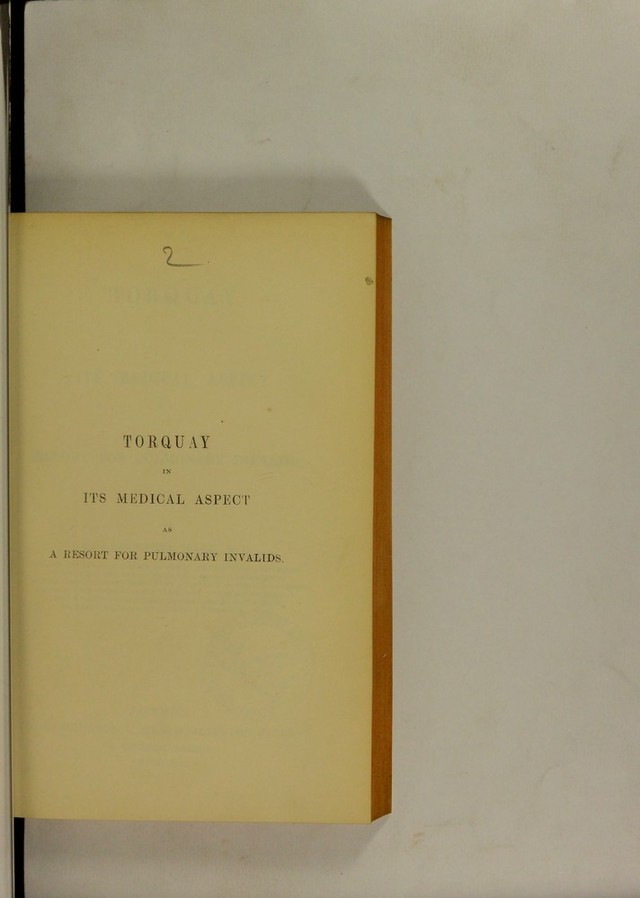 2
TORQUAY
IN
ITS MEDICAL ASPECT
AS
A RESORT FOR PULMONARY INVALIDS.